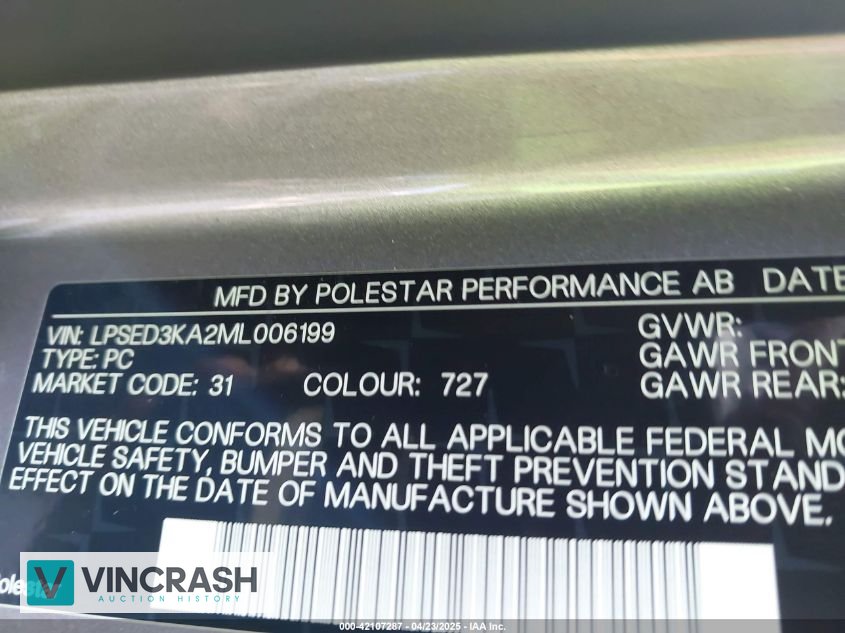 MFD BY POLESTAR PERFORMANCE AB DATE
VIN: LPSED3KA2ML006199
GVWR:
TYPE: PC
GAWR FRONT
MARKET CODE: 31 COLOUR: 727
GAWR REAR:
THIS VEHICLE CONFORMS TO ALL APPLICABLE FEDERAL MO
VEHICLE SAFETY, BUMPER AND THEFT PREVENTION STAND
EFFECT ON THE DATE OF MANUFACTURE SHOWN ABOVE.
Polestar
VINCRASH
AUCTION HISTORY
000-42107287 - 04/23/2025 - IAA Inc.